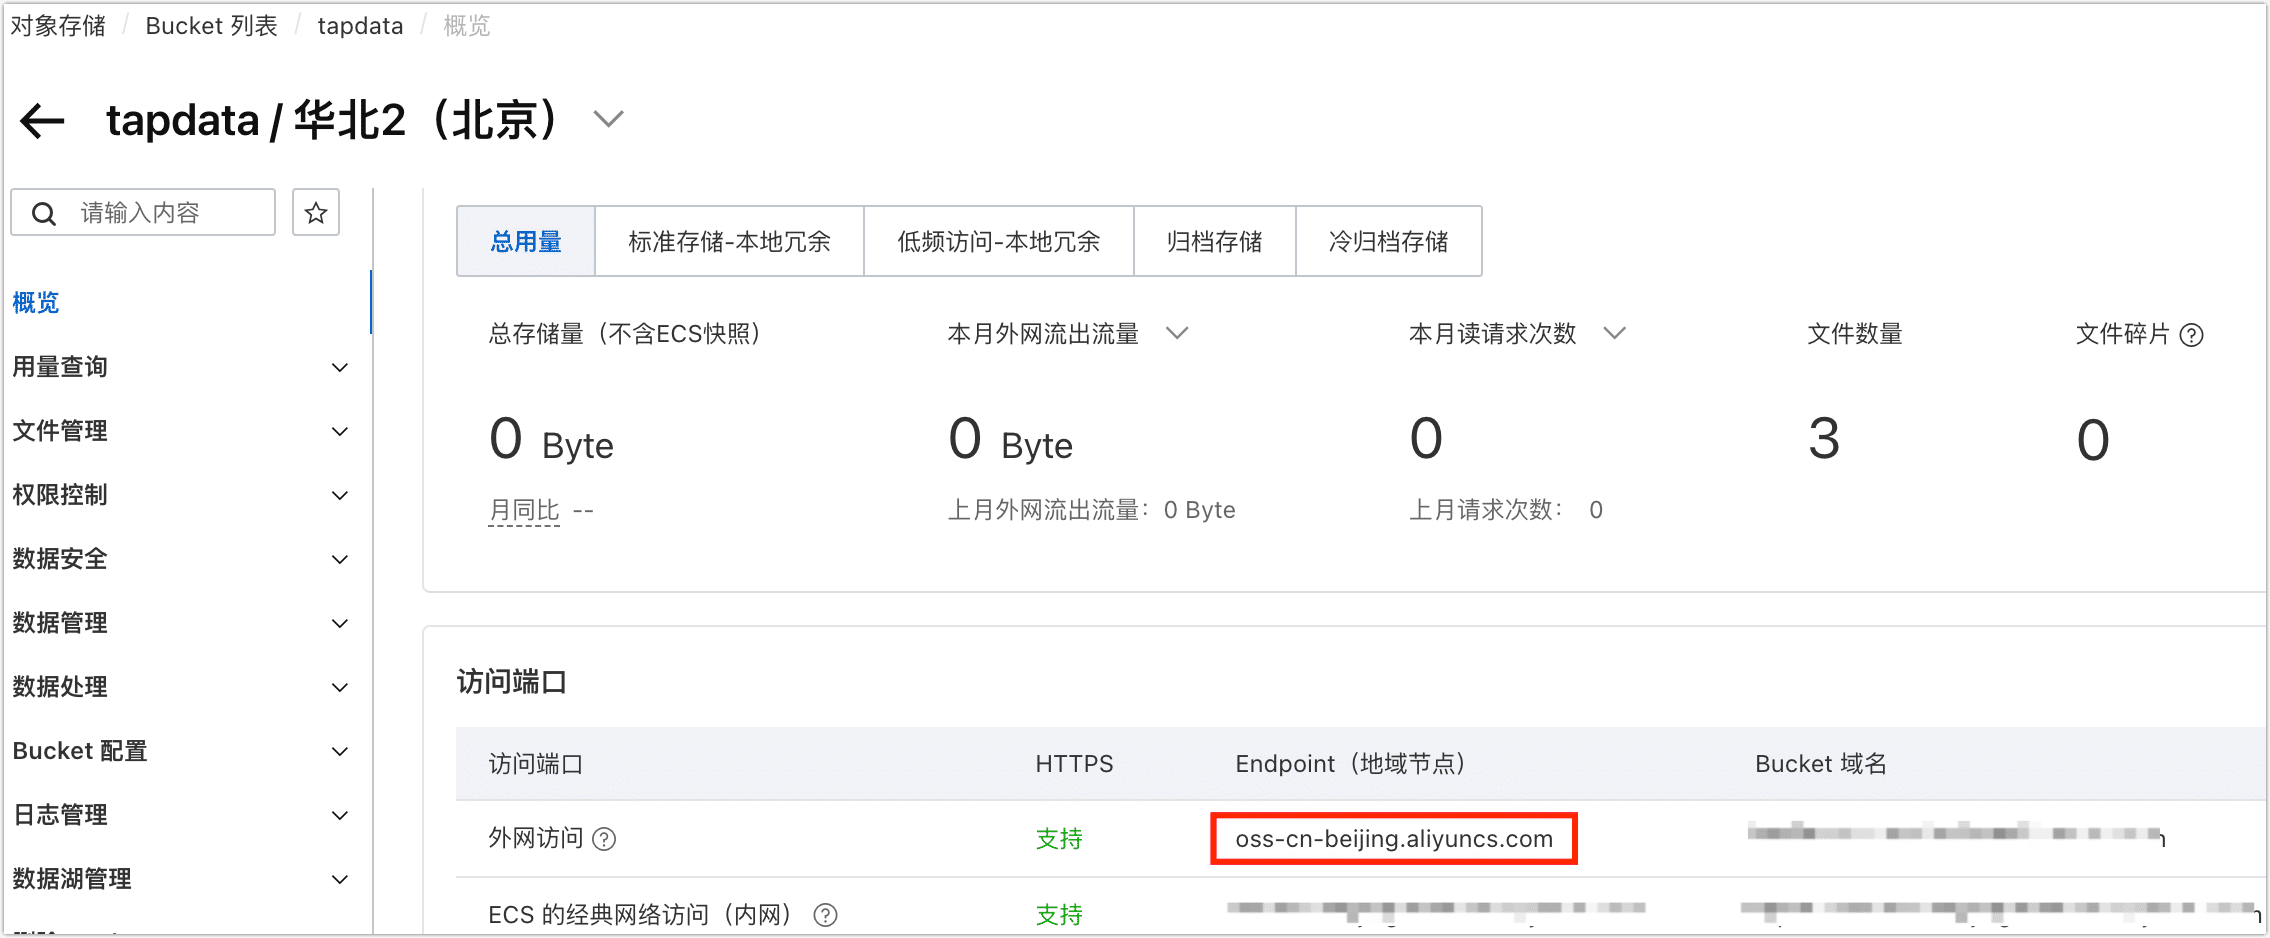 对象存储 / Bucket 列表 / tapdata / 概览
tapdata / 华北2（北京）
请输入内容
概览
用量查询
文件管理
权限控制
数据安全
数据管理
数据处理
Bucket 配置
日志管理
数据湖管理
总用量 标准存储-本地冗余 低频访问-本地冗余 归档存储 冷归档存储
总存储量（不含ECS快照） 本月外网流出流量 本月读请求次数 文件数量 文件碎片
0 Byte 0 Byte 0 3 0
月同比 -- 上月外网流出流量：0 Byte 上月请求次数： 0
访问端口
访问端口 HTTPS Endpoint（地域节点） Bucket 域名
外网访问 支持 oss-cn-beijing.aliyuncs.com
ECS 的经典网络访问（内网） 支持